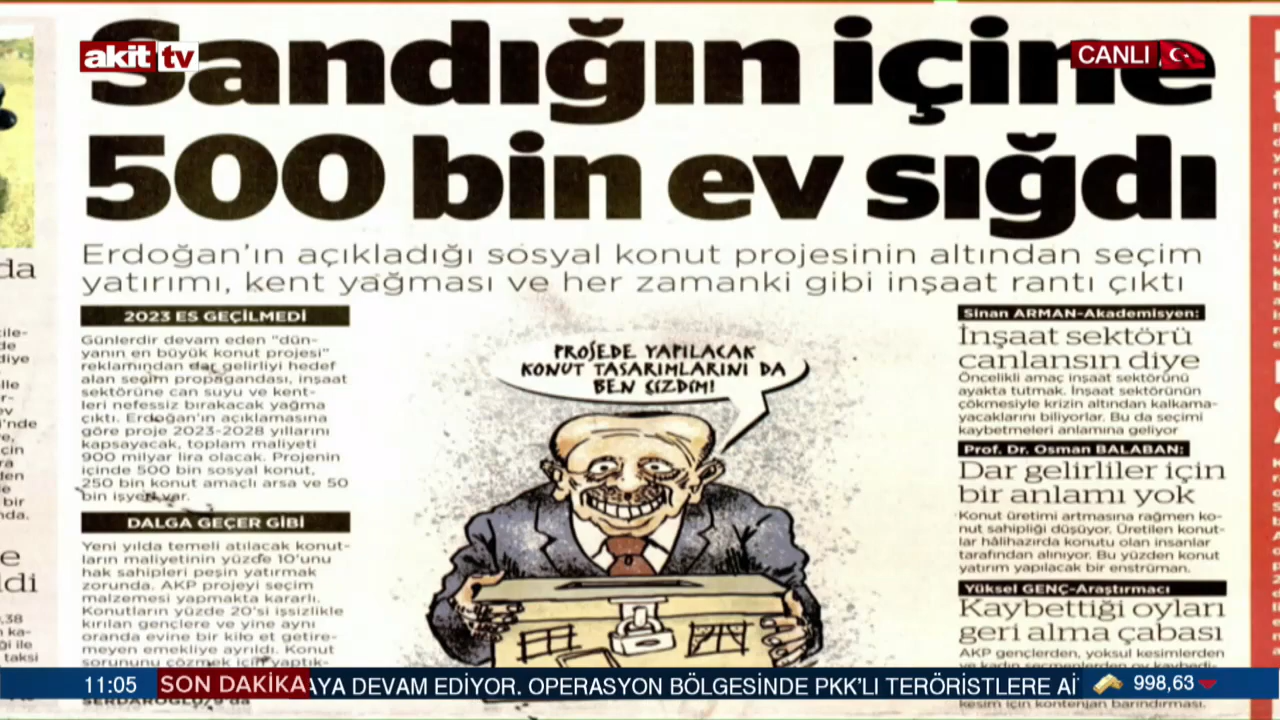 akit tv
CANLI
Sandığın içine
500 bin ev sığdı
Erdoğan'ın açıkladığı sosyal konut projesinin altından seçim
yatırımı, kent yağması ve her zamanki gibi inşaat rantı çıktı
2023 ES GEÇİLMEDİ
Günlerdir devam eden "dün-
yanın en büyük konut projesi"
reklamından dar gelirliyi hedef
alan seçim propagandası, inşaat
sektörüne can suyu ve kent-
leri nefessiz bırakacak yağma
çıktı. Erdoğan'ın açıklamasına
göre proje 2023-2028 yıllarını
kapsayacak, toplam maliyeti
900 milyar lira olacak. Projenin
içinde 500 bin sosyal konut,
250 bin konut amaçlı arsa ve 50
bin işyeri var.
DALGA GEÇER GİBİ
Yeni yılda temeli atılacak konut-
ların maliyetinin yüzde 10'unu
hak sahipleri peşin yatırmak
zorunda. AKP projeyi seçim
malzemesi yapmakta kararlı.
Konutların yüzde 20'si işsizlikle
kırılan gençlere ve yine aynı
oranda evine bir kilo et getire-
meyen emekliye ayrıldı. Konut
sorununu çözmek için yaptık-
PROJEDE YAPILACAK
KONUT TASARIMLARINI DA
BEN ÇİZDİM!
Sinan ARMAN-Akademisyen:
İnşaat sektörü
canlansın diye
Öncelikli amaç inşaat sektörünü
ayakta tutmak. İnşaat sektörünün
çökmesiyle krizin altından kalkama-
yacaklarını biliyorlar. Bu da seçimi
kaybetmeleri anlamına geliyor
Prof. Dr. Osman BALABAN:
Dar gelirliler için
bir anlamı yok
Konut üretimi artmasına rağmen ko-
nut sahipliği düşüyor. Üretilen konut-
lar hâlihazırda konutu olan insanlar
tarafından alınıyor. Bu yüzden konut
yatırım yapılacak bir enstrüman.
Yüksel GENÇ-Araştırmacı
Kaybettiği oyları
geri alma çabası
AKP gençlerden, yoksul kesimlerden
kesim için kontenjan barındırması.
11:05 SON DAKİKA AYA DEVAM EDİYOR. OPERASYON BÖLGESİNDE PKK'LI TERÖRİSTLERE Aİ 998,63